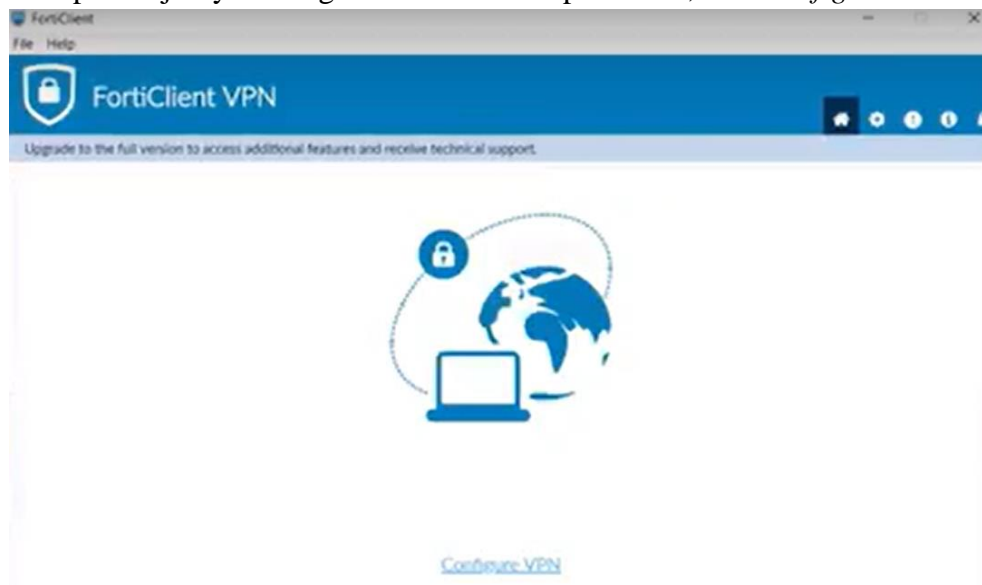 FortiClient
File Help
FortiClient VPN
Upgrade to the full version to access additional features and receive technical support.
Configure VPN